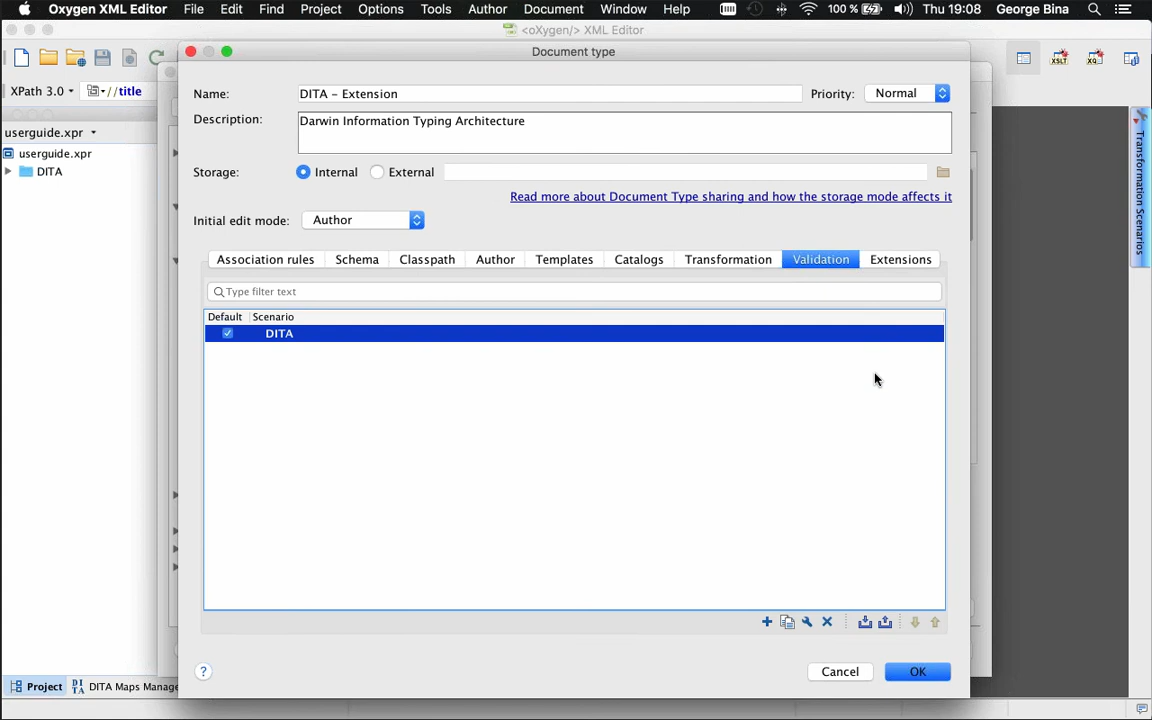 Oxygen XML Editor File Edit Find Project Options Tools Author Document Window Help 100 % Thu 19:08 George Bina
<oXygen/> XML Editor
Document type
XPath 3.0 //title
userguide.xpr
userguide.xpr
DITA
Name: DITA – Extension Priority: Normal
Description: Darwin Information Typing Architecture
Storage: Internal External
Read more about Document Type sharing and how the storage mode affects it
Initial edit mode: Author
Association rules Schema Classpath Author Templates Catalogs Transformation Validation Extensions
Type filter text
Default Scenario
DITA
? Cancel OK
Project DITA DITA Maps Manage
XSLT XQ
Transformation Scenarios